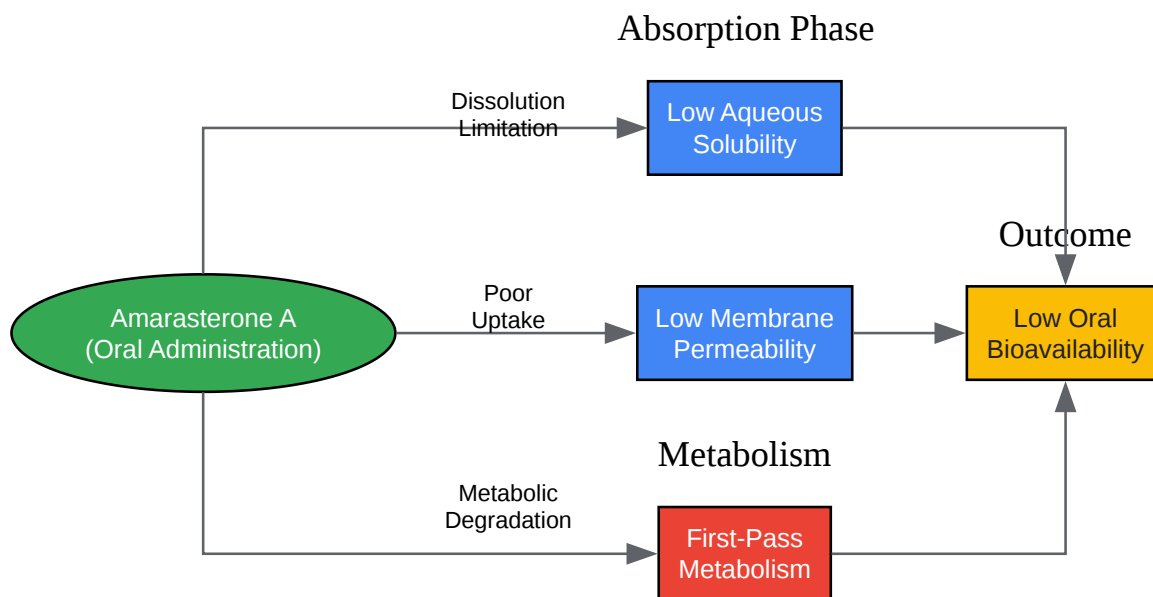 Absorption Phase
Dissolution
Limitation
Low Aqueous
Solubility
Outcome
Amarasterone A
(Oral Administration)
Poor
Uptake
Low Membrane
Permeability
Low Oral
Bioavailability
Metabolism
Metabolic
Degradation
First-Pass
Metabolism